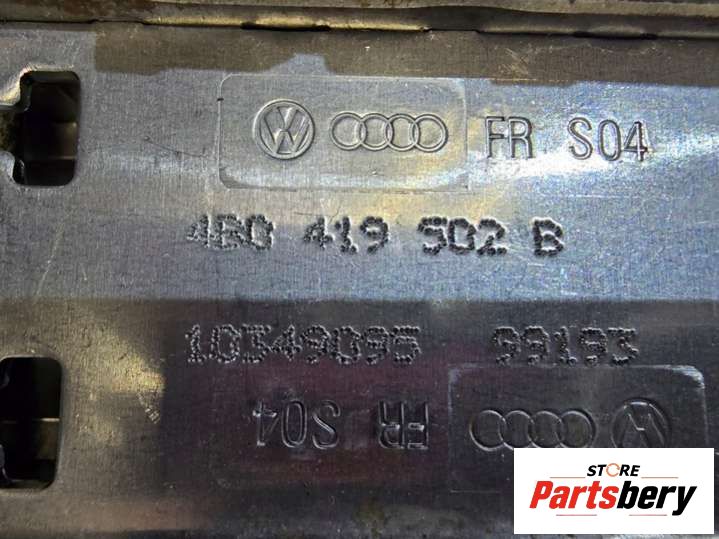 FR S04
4B0 419 502 B
10349095 99193
FR S04
STORE
Partsbery